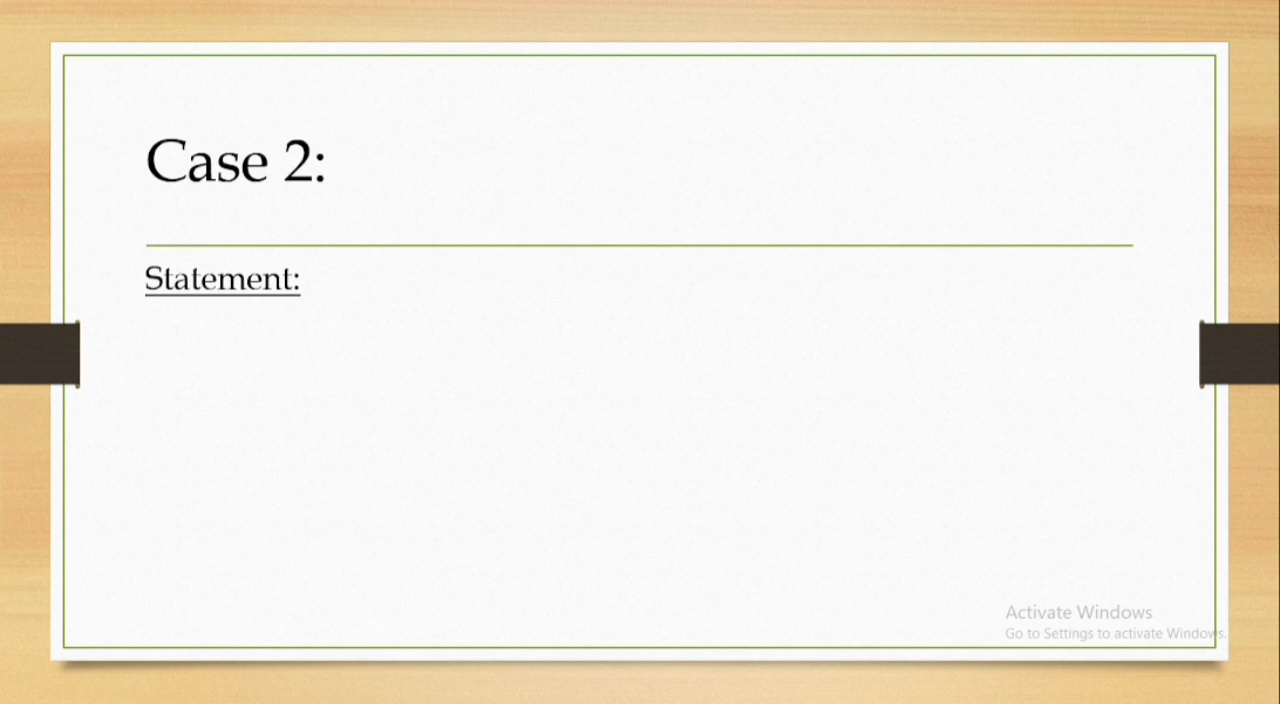 Case 2:
Statement:
Activate Windows
Go to Settings to activate Windows.